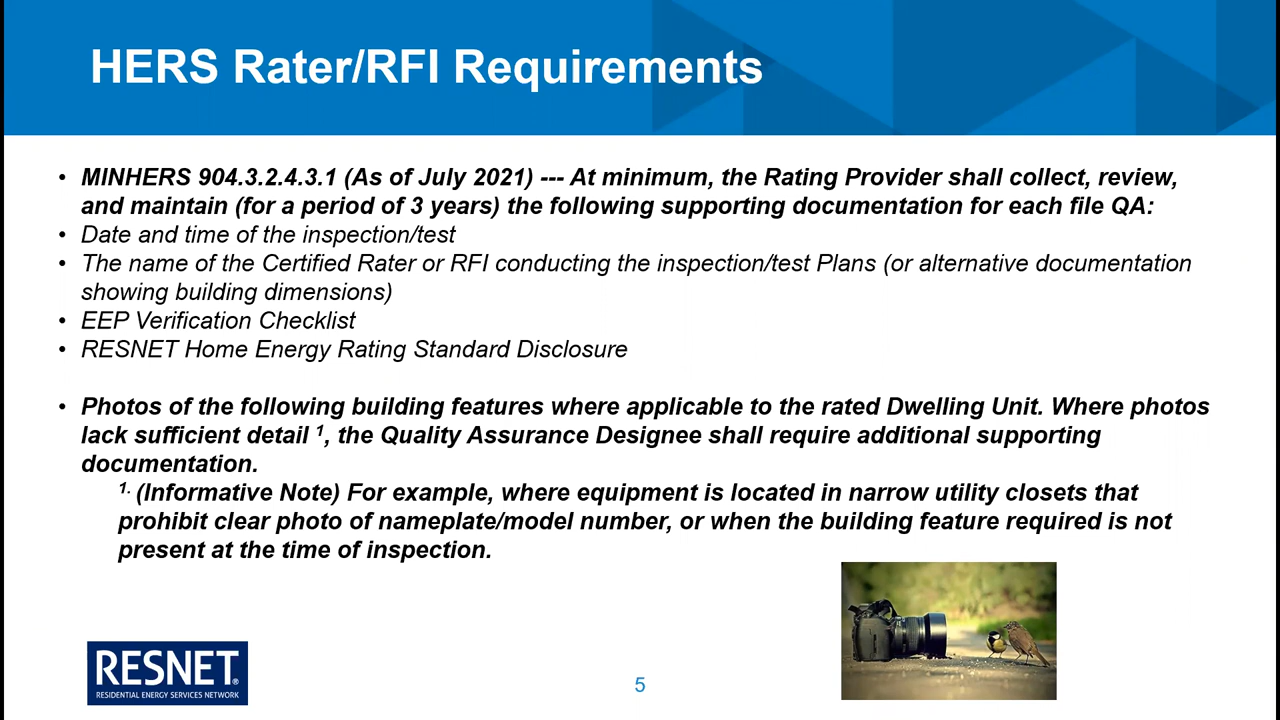 HERS Rater/RFI Requirements
• MINHERS 904.3.2.4.3.1 (As of July 2021) --- At minimum, the Rating Provider shall collect, review,
and maintain (for a period of 3 years) the following supporting documentation for each file QA:
• Date and time of the inspection/test
• The name of the Certified Rater or RFI conducting the inspection/test Plans (or alternative documentation
showing building dimensions)
• EEP Verification Checklist
• RESNET Home Energy Rating Standard Disclosure
• Photos of the following building features where applicable to the rated Dwelling Unit. Where photos
lack sufficient detail ¹, the Quality Assurance Designee shall require additional supporting
documentation.
¹· (Informative Note) For example, where equipment is located in narrow utility closets that
prohibit clear photo of nameplate/model number, or when the building feature required is not
present at the time of inspection.
RESNET®
RESIDENTIAL ENERGY SERVICES NETWORK
5